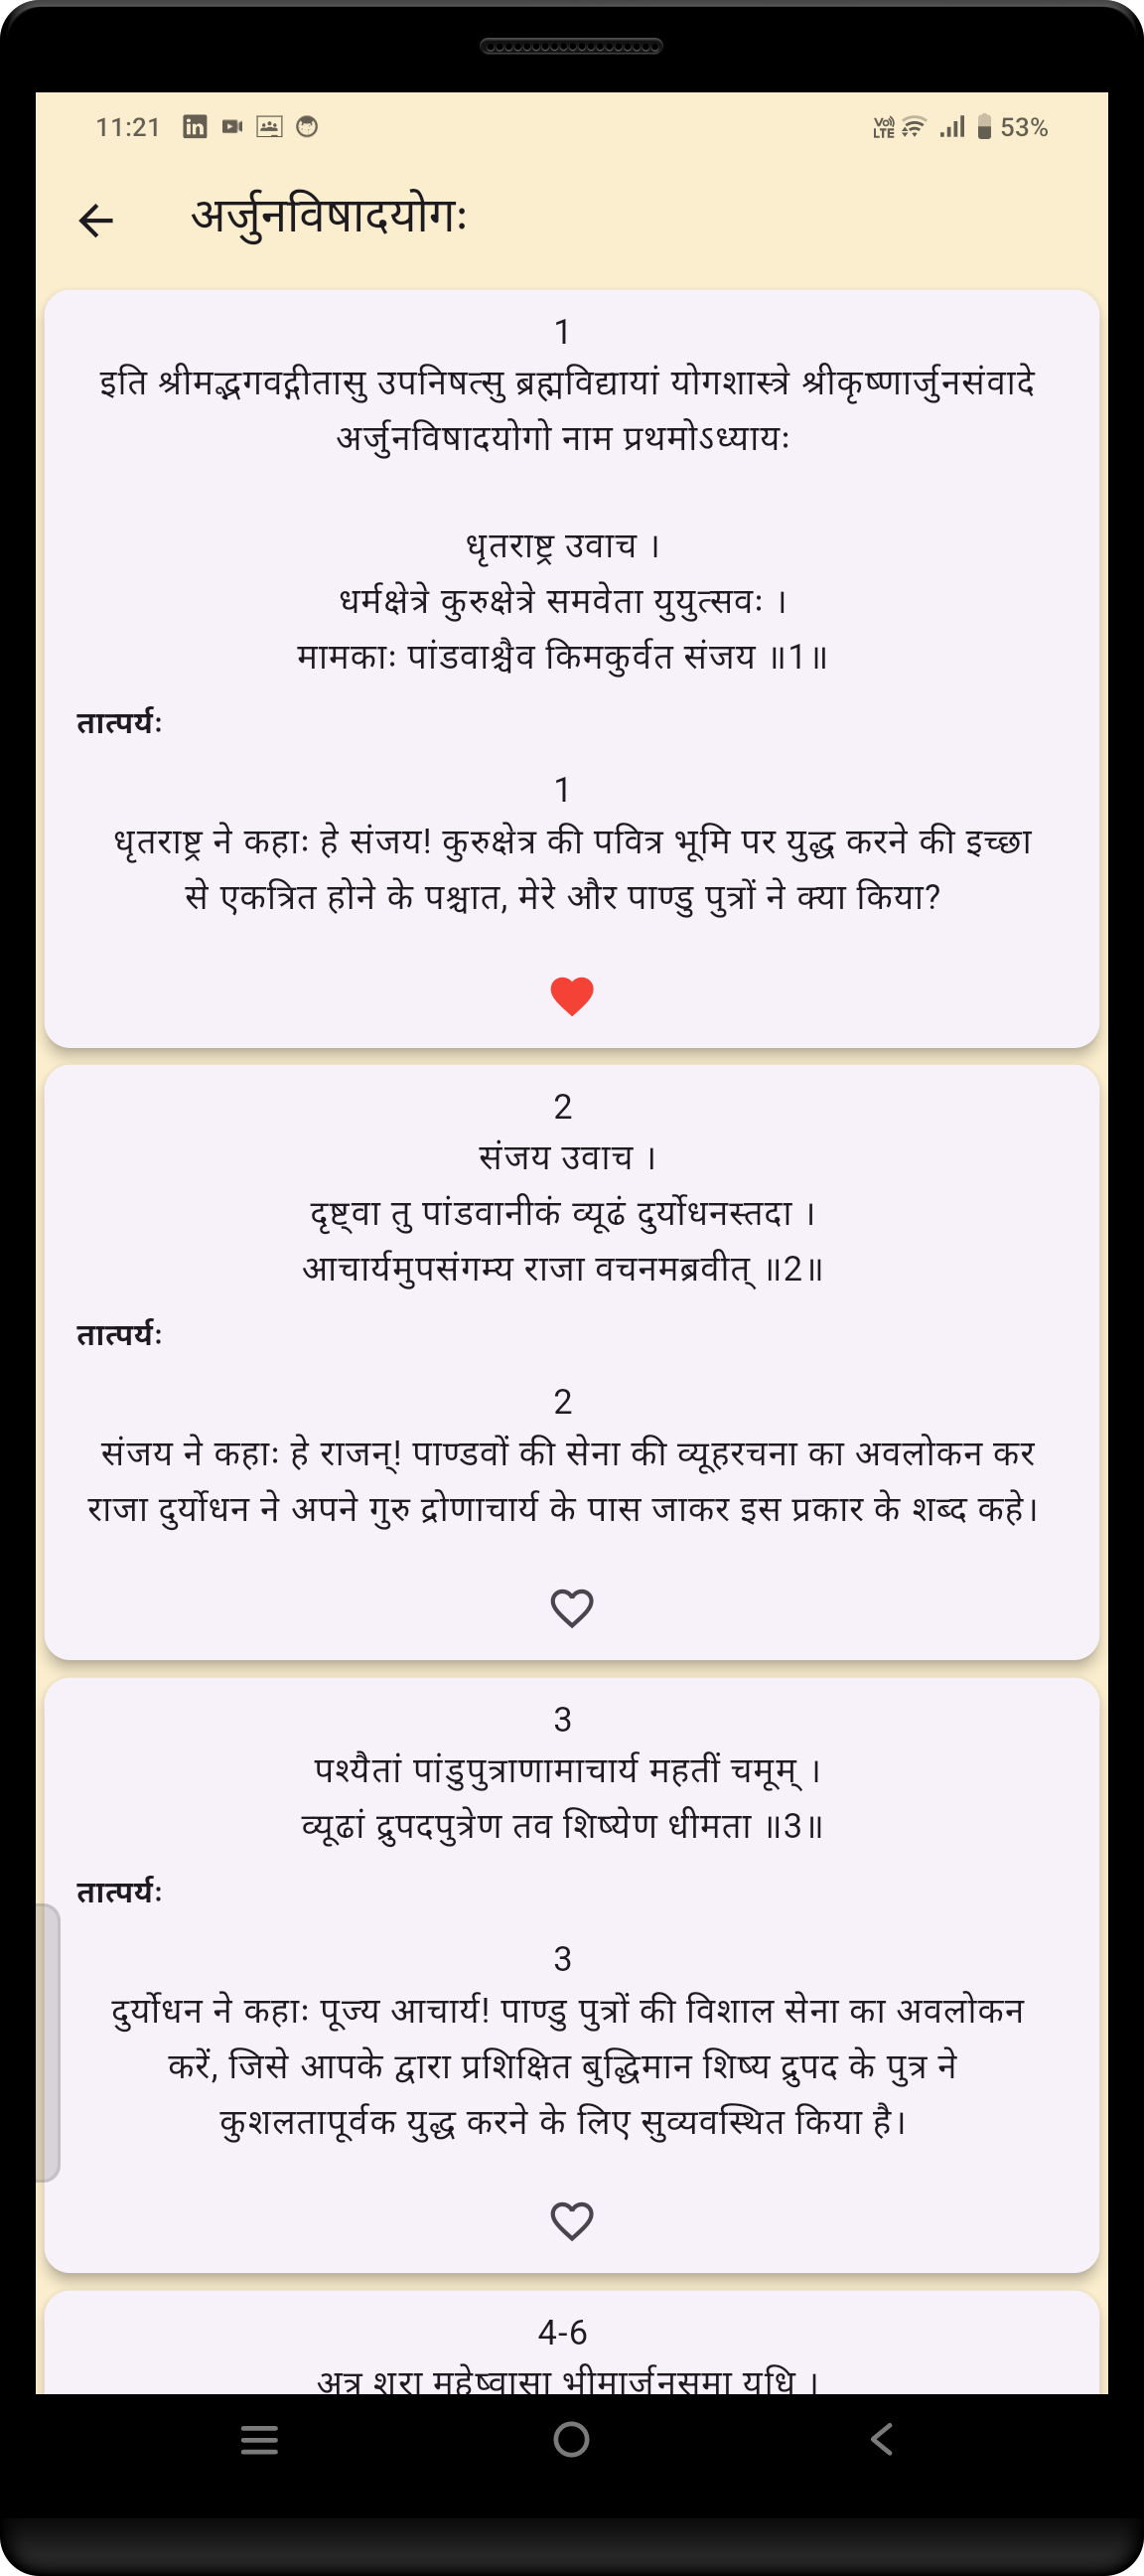 11:21
in
Vo) LTE 53%
अर्जुनविषादयोगः
1
इति श्रीमद्भगवद्गीतासु उपनिषत्सु ब्रह्मविद्यायां योगशास्त्रे श्रीकृष्णार्जुनसंवादे
अर्जुनविषादयोगो नाम प्रथमोऽध्यायः
धृतराष्ट्र उवाच ।
धर्मक्षेत्रे कुरुक्षेत्रे समवेता युयुत्सवः ।
मामकाः पांडवाश्चैव किमकुर्वत संजय ॥1॥
तात्पर्यः
1
धृतराष्ट्र ने कहाः हे संजय! कुरुक्षेत्र की पवित्र भूमि पर युद्ध करने की इच्छा
से एकत्रित होने के पश्चात, मेरे और पाण्डु पुत्रों ने क्या किया?
2
संजय उवाच ।
दृष्ट्वा तु पांडवानीकं व्यूढं दुर्योधनस्तदा ।
आचार्यमुपसंगम्य राजा वचनमब्रवीत् ॥2॥
तात्पर्यः
2
संजय ने कहाः हे राजन्! पाण्डवों की सेना की व्यूहरचना का अवलोकन कर
राजा दुर्योधन ने अपने गुरु द्रोणाचार्य के पास जाकर इस प्रकार के शब्द कहे।
3
पश्यैतां पांडुपुत्राणामाचार्य महतीं चमूम् ।
व्यूढां द्रुपदपुत्रेण तव शिष्येण धीमता ॥3॥
तात्पर्यः
3
दुर्योधन ने कहाः पूज्य आचार्य! पाण्डु पुत्रों की विशाल सेना का अवलोकन
करें, जिसे आपके द्वारा प्रशिक्षित बुद्धिमान शिष्य द्रुपद के पुत्र ने
कुशलतापूर्वक युद्ध करने के लिए सुव्यवस्थित किया है।
4-6
अत्र शूरा महेष्वासा भीमार्जुनसमा युधि ।